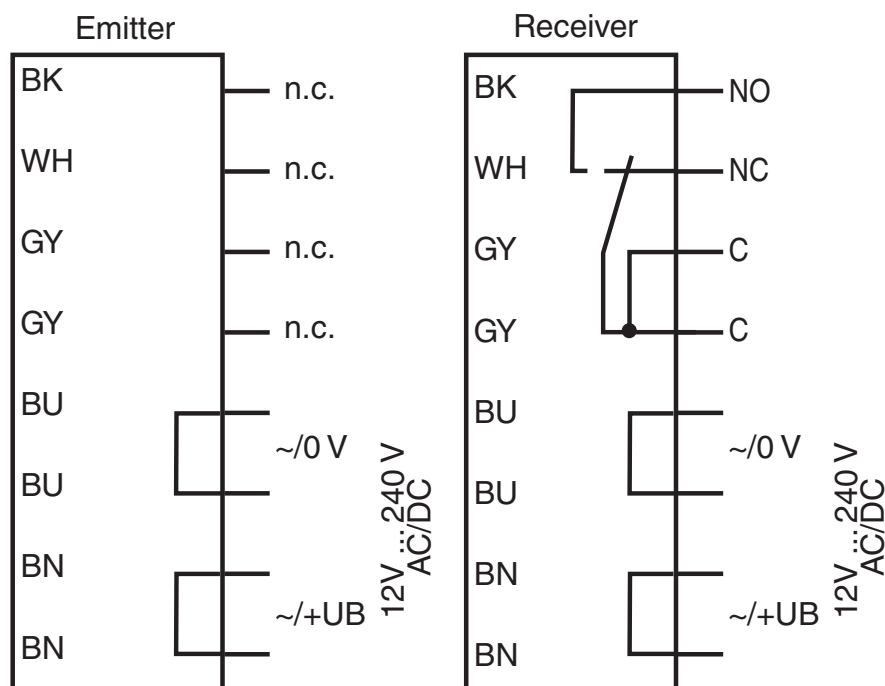 Emitter
BK
n.c.
WH
n.c.
GY
n.c.
GY
n.c.
BU
~/0 V
BU
BN
~/+UB
BN
12V ... 240 V
AC/DC
Receiver
BK
NO
WH
NC
GY
C
GY
C
BU
~/0 V
BU
BN
~/+UB
BN
12V ... 240 V
AC/DC